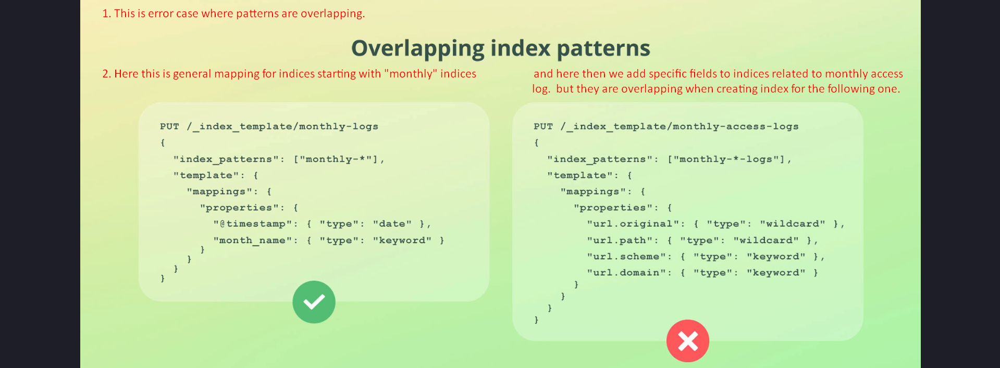 1. This is error case where patterns are overlapping.
Overlapping index patterns
2. Here this is general mapping for indices starting with "monthly" indices
and here then we add specific fields to indices related to monthly access
log.  but they are overlapping when creating index for the following one.
PUT /_index_template/monthly-logs
{
  "index_patterns": ["monthly-*"],
  "template": {
    "mappings": {
      "properties": {
        "@timestamp": { "type": "date" },
        "month_name": { "type": "keyword" }
      }
    }
  }
}
PUT /_index_template/monthly-access-logs
{
  "index_patterns": ["monthly-*-logs"],
  "template": {
    "mappings": {
      "properties": {
        "url.original": { "type": "wildcard" },
        "url.path": { "type": "wildcard" },
        "url.scheme": { "type": "keyword" },
        "url.domain": { "type": "keyword" }
      }
    }
  }
}